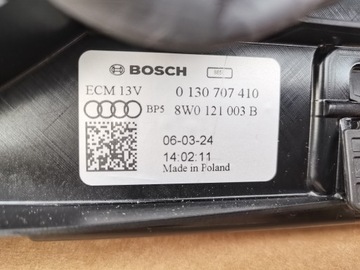 BOSCH
ECM 13V 0 130 707 410
BP5 8W0 121 003 B
06-03-24
14:02:11
Made in Poland